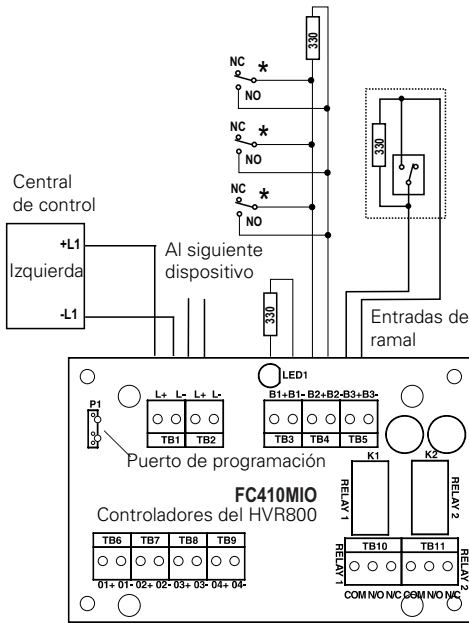 330
NC *
NO
NC *
NO
NC *
NO
330
Central
de control
+L1
Izquierda
-L1
Al siguiente
dispositivo
330
Entradas de
ramal
LED1
P1
L+ L- L+ L-
B1+B1- B2+B2-B3+B3-
TB1 TB2
TB3 TB4 TB5
Puerto de programación
K1 K2
FC410MIO
Controladores del HVR800
RELAY 1
RELAY 2
TB6 TB7 TB8 TB9
01+ 01- 02+ 02- 03+ 03- 04+ 04-
RELAY 1
TB10 TB11
RELAY 2
COM N/O N/C COM N/O N/C